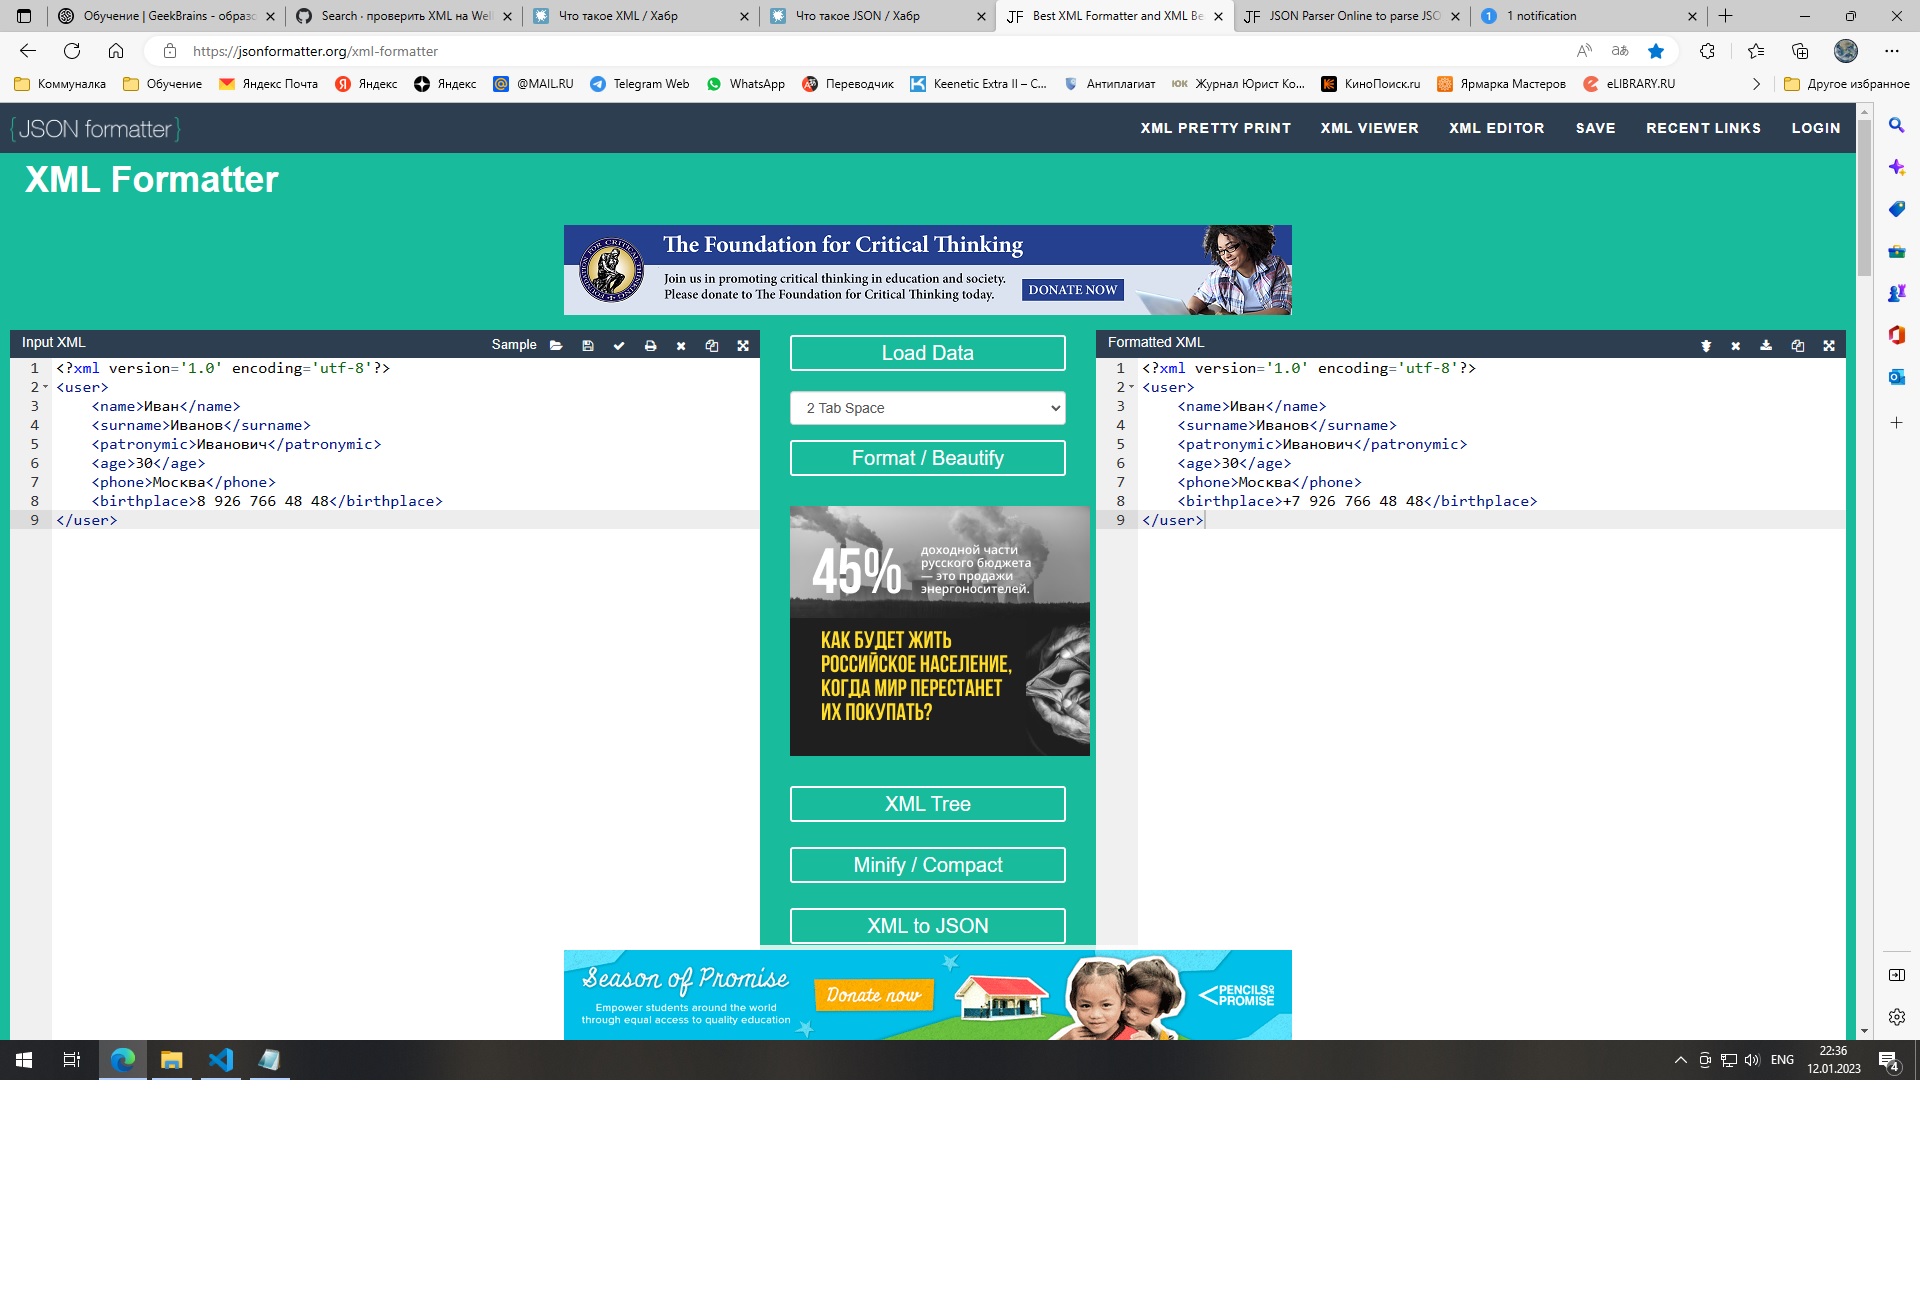 Обучение | GeekBrains - образо
Search · проверить XML на Well
Что такое XML / Хабр
Что такое JSON / Хабр
JF Best XML Formatter and XML Be
JF JSON Parser Online to parse JSO
1 1 notification
https://jsonformatter.org/xml-formatter
Коммуналка
Обучение
Яндекс Почта
Яндекс
Яндекс
@MAIL.RU
Telegram Web
WhatsApp
Переводчик
Keenetic Extra II – C...
Антиплагиат
ЮК Журнал Юрист Ко...
КиноПоиск.ru
Ярмарка Мастеров
eLIBRARY.RU
Другое избранное
{JSON formatter}
XML PRETTY PRINT
XML VIEWER
XML EDITOR
SAVE
RECENT LINKS
LOGIN
XML Formatter
The Foundation for Critical Thinking
Join us in promoting critical thinking in education and society.
Please donate to The Foundation for Critical Thinking today.
DONATE NOW
Input XML
Sample
1 <?xml version='1.0' encoding='utf-8'?>
2 <user>
3 <name>Иван</name>
4 <surname>Иванов</surname>
5 <patronymic>Иванович</patronymic>
6 <age>30</age>
7 <phone>Москва</phone>
8 <birthplace>8 926 766 48 48</birthplace>
9 </user>
Load Data
2 Tab Space
Format / Beautify
45%
доходной части
русского бюджета
— это продажи
энергоносителей.
КАК БУДЕТ ЖИТЬ
РОССИЙСКОЕ НАСЕЛЕНИЕ,
КОГДА МИР ПЕРЕСТАНЕТ
ИХ ПОКУПАТЬ?
XML Tree
Minify / Compact
XML to JSON
Formatted XML
1 <?xml version='1.0' encoding='utf-8'?>
2 <user>
3 <name>Иван</name>
4 <surname>Иванов</surname>
5 <patronymic>Иванович</patronymic>
6 <age>30</age>
7 <phone>Москва</phone>
8 <birthplace>+7 926 766 48 48</birthplace>
9 </user>
Season of Promise
Empower students around the world
through equal access to quality education
Donate now
PENCILS OF
PROMISE
ENG
22:36
12.01.2023
4